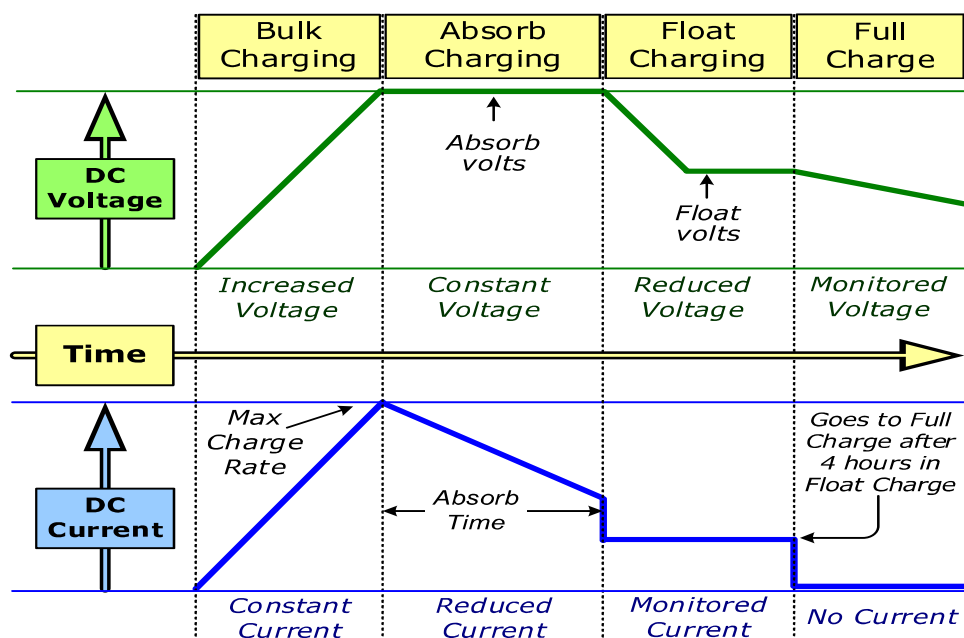 Bulk
Charging
Absorb
Charging
Float
Charging
Full
Charge
DC
Voltage
Absorb
volts
Float
volts
Increased
Voltage
Constant
Voltage
Reduced
Voltage
Monitored
Voltage
Time
Max
Charge
Rate
Goes to Full
Charge after
4 hours in
Float Charge
DC
Current
Absorb
Time
Constant
Current
Reduced
Current
Monitored
Current
No Current